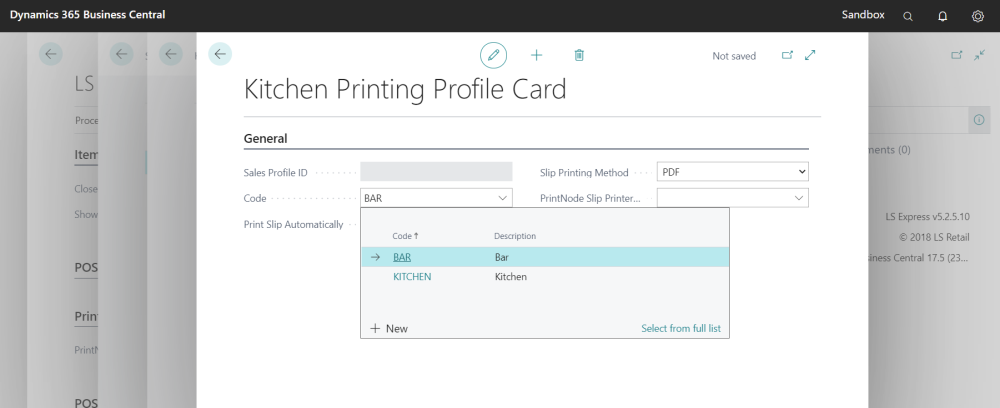 Dynamics 365 Business Central
Sandbox
Not saved
LS
Kitchen Printing Profile Card
Proce
General
ments (0)
Item
Sales Profile ID
Slip Printing Method
PDF
Close
Code
BAR
PrintNode Slip Printer...
Show
Print Slip Automatically
LS Express v5.2.5.10
Code ↑
Description
© 2018 LS Retail
→ BAR
Bar
siness Central 17.5 (23...
POS
KITCHEN
Kitchen
Prin
+ New
Select from full list
PrintN
POS